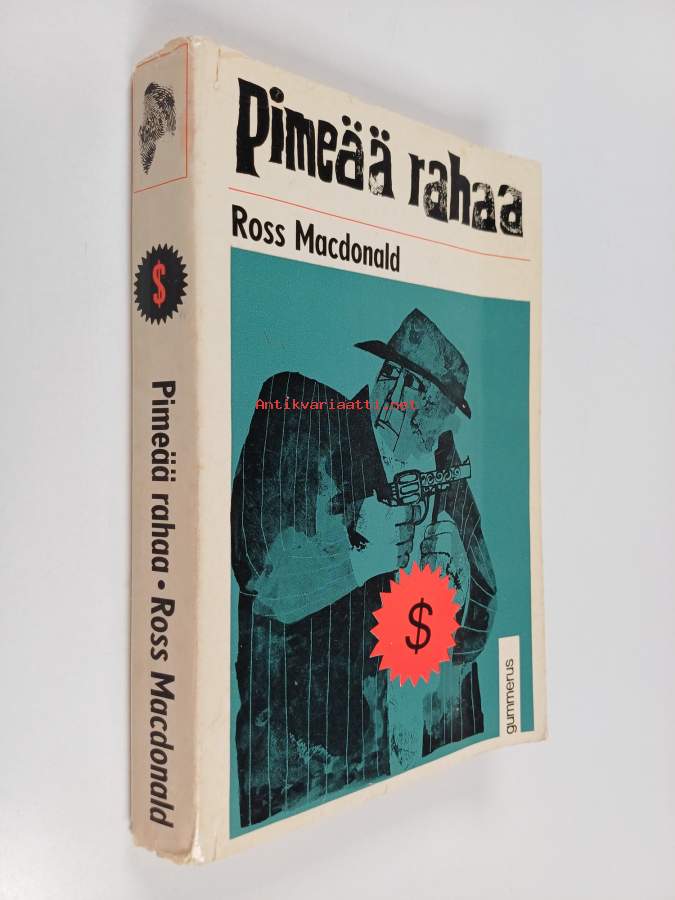 Pimeää rahaa
Ross Macdonald
Antikvariaatti.net
$
gummerus
$
Pimeää rahaa • Ross Macdonald